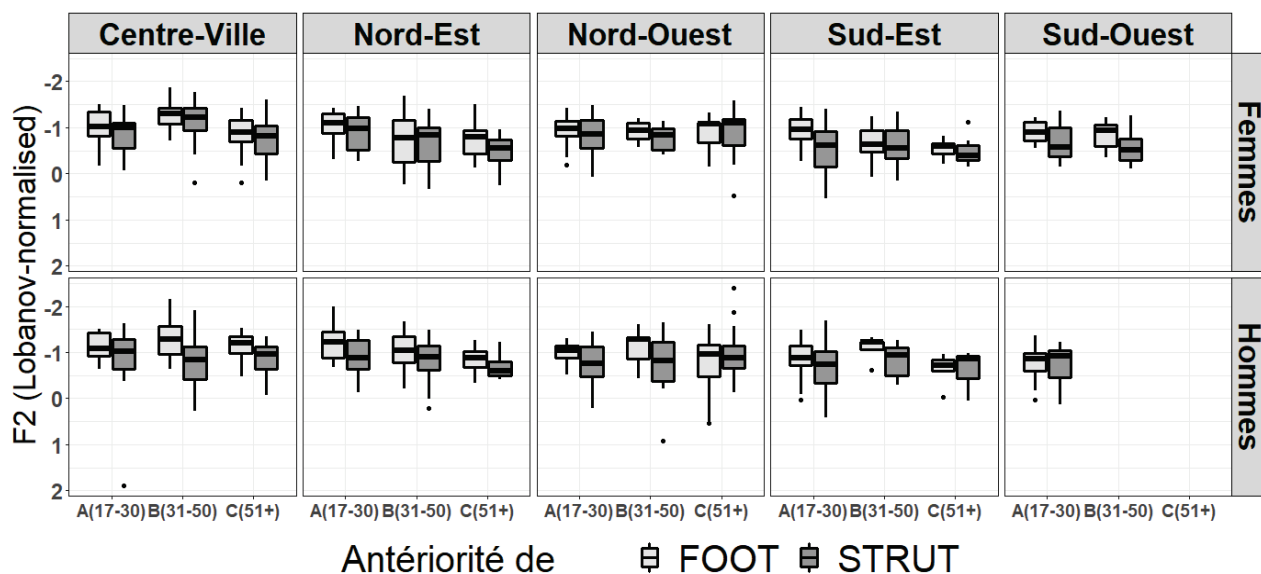 Centre-Ville Nord-Est Nord-Ouest Sud-Est Sud-Ouest
F2 (Lobanov-normalised)
-2
-1
0
1
2
Femmes
-2
-1
0
1
2
Hommes
A(17-30) B(31-50) C(51+) A(17-30) B(31-50) C(51+) A(17-30) B(31-50) C(51+) A(17-30) B(31-50) C(51+) A(17-30) B(31-50) C(51+)
Antériorité de FOOT STRUT